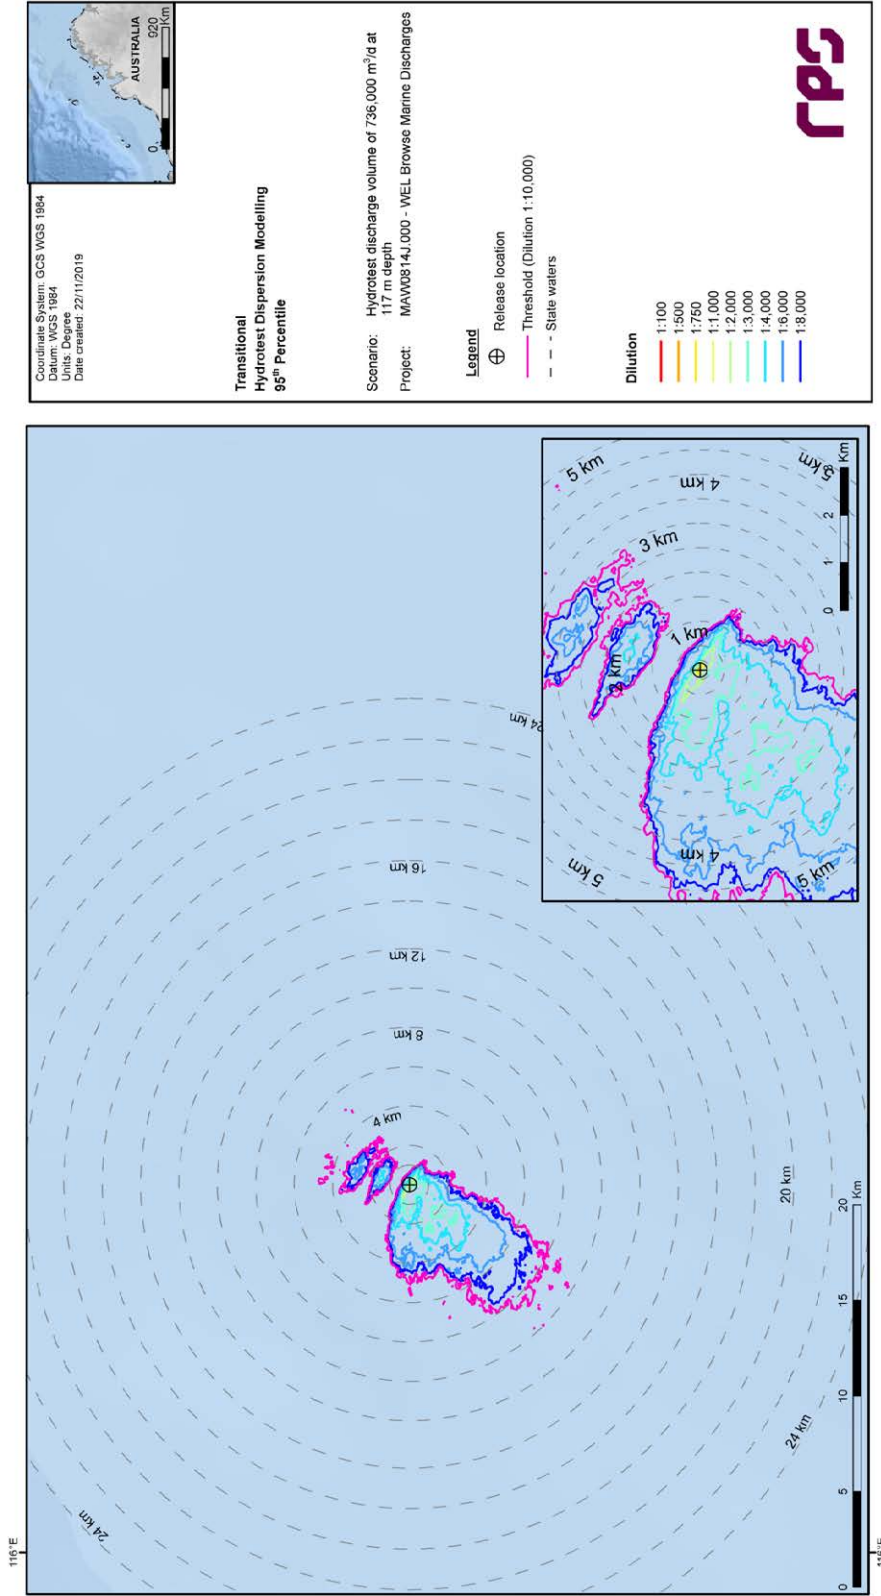 Coordinate System: GCS WGS 1984
Datum: WGS 1984
Units: Degree
Date created: 22/11/2019
AUSTRALIA
0
920
Km
Transitional
Hydrotest Dispersion Modelling
95th Percentile
Scenario: Hydrotest discharge volume of 736,000 m³/d at
117 m depth
Project: MAW0814J.000 - WEL Browse Marine Discharges
Legend
Release location
Threshold (Dilution 1:10,000)
State waters
Dilution
1:100
1:500
1:750
1:1,000
1:2,000
1:3,000
1:4,000
1:6,000
1:8,000
rps
116°E
24 km
24 km
24 km
20 km
16 km
12 km
8 km
4 km
0
5
10
15
20
Km
5 km
4 km
3 km
2 km
1 km
5 km
4 km
5 km
5 km
0
1
2
3
Km
116°E